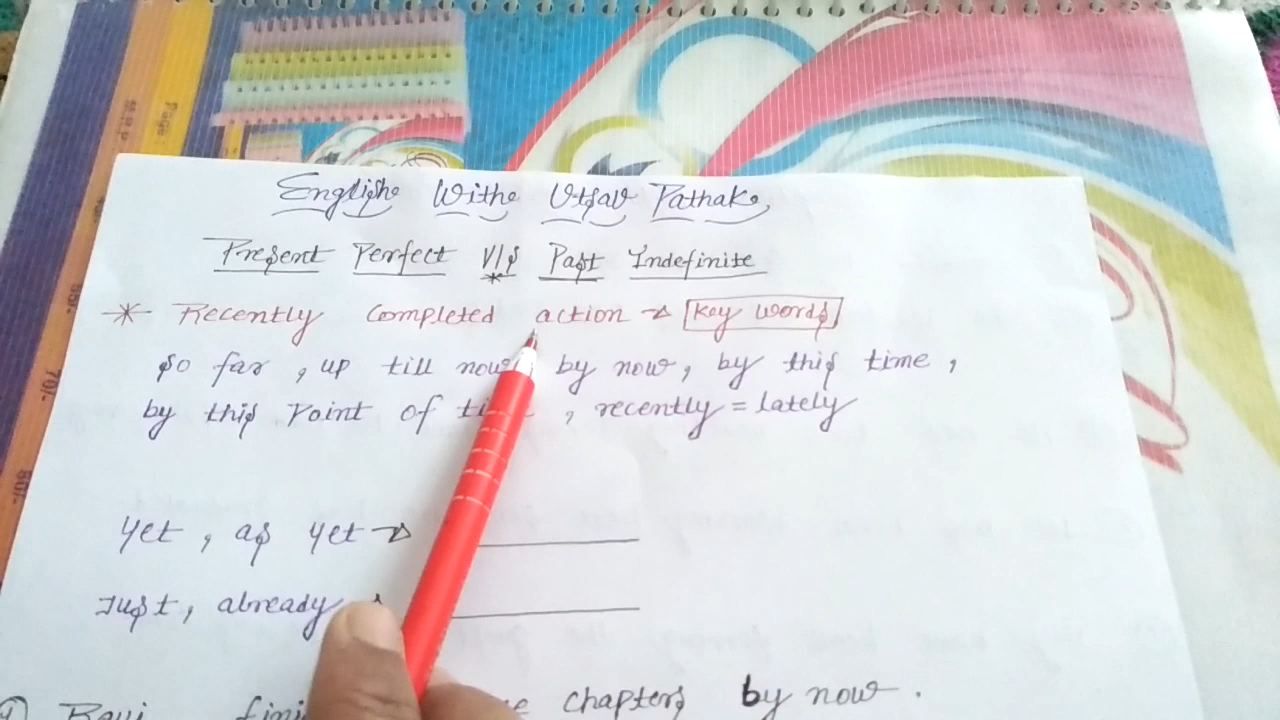 English With Utsav Pathak
Present Perfect V/s Past Indefinite
* Recently Completed action → Key words
so far, up till now, by now, by this time,
by this Point of , recently = lately
Yet, as yet →
Just, already
chapters by now.